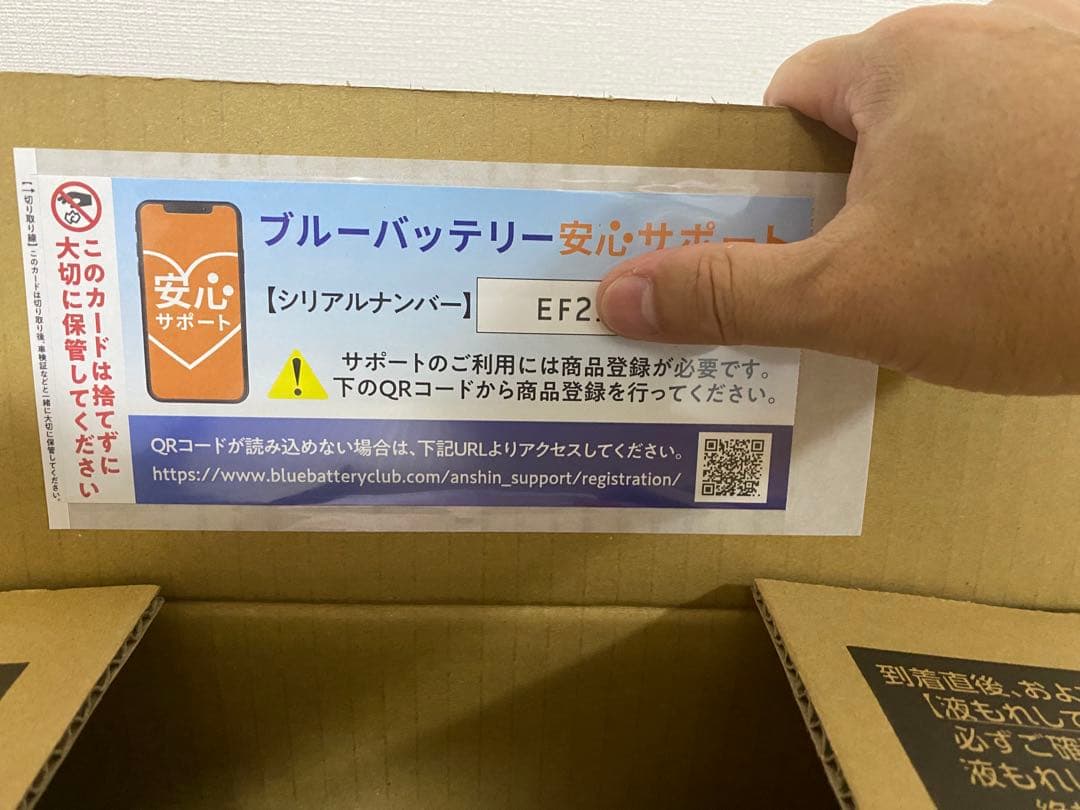 【→切り取り線】このカードは切り取り後、車検証などと一緒に大切に保管してください。
このカードは捨てずに
大切に保管してください
安心
サポート
ブルーバッテリー安心サポート
【シリアルナンバー】
EF2
サポートのご利用には商品登録が必要です。
下のQRコードから商品登録を行ってください。
QRコードが読み込めない場合は、下記URLよりアクセスしてください。
https://www.bluebatteryclub.com/anshin_support/registration/
到着直後、およ
【液もれして
必ずご確
液もれし